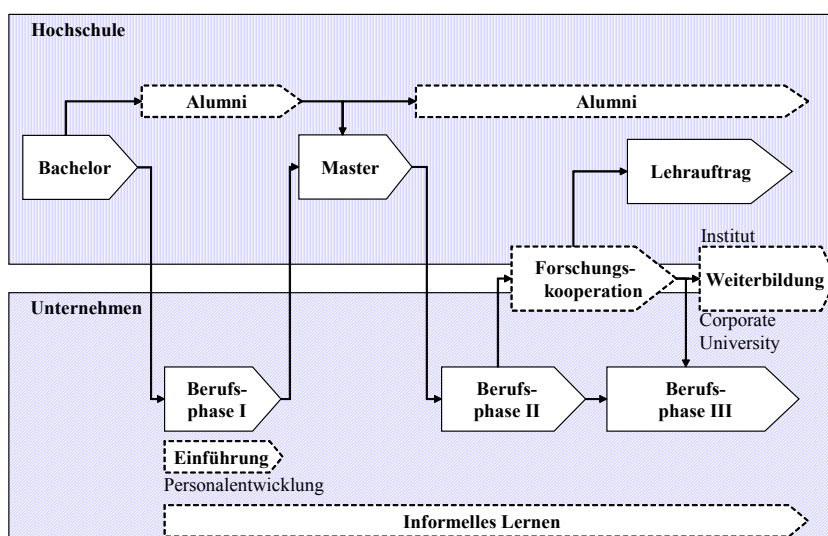 Hochschule
Alumni
Alumni
Bachelor
Master
Lehrauftrag
Institut
Forschungs-
kooperation
Weiterbildung
Unternehmen
Corporate
University
Berufs-
phase I
Berufs-
phase II
Berufs-
phase III
Einführung
Personalentwicklung
Informelles Lernen